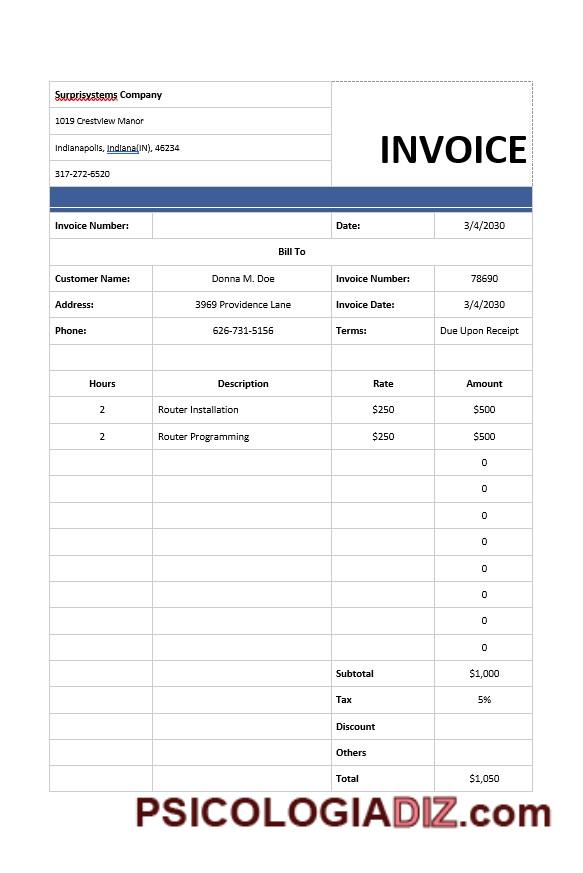 Surprisystems Company
1019 Crestview Manor
Indianapolis, Indiana(IN), 46234
317-272-6520
INVOICE
Invoice Number: Date: 3/4/2030
Bill To
Customer Name: Donna M. Doe Invoice Number: 78690
Address: 3969 Providence Lane Invoice Date: 3/4/2030
Phone: 626-731-5156 Terms: Due Upon Receipt
Hours Description Rate Amount
2 Router Installation $250 $500
2 Router Programming $250 $500
0
0
0
0
0
0
0
0
Subtotal $1,000
Tax 5%
Discount
Others
Total $1,050
PSICOLOGIADIZ.com